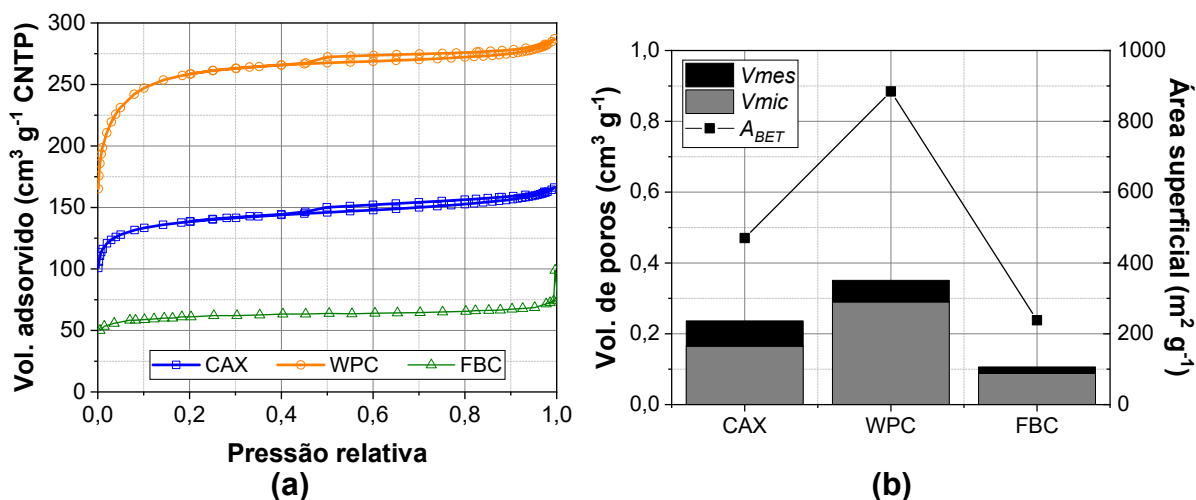 Vol. adsorvido (cm³ g⁻¹ CNTP)
300
250
200
150
100
50
0
CAX WPC FBC
0,0 0,2 0,4 0,6 0,8 1,0
Pressão relativa
(a)
Vol. de poros (cm³ g⁻¹)
1,0
0,8
0,6
0,4
0,2
0,0
Vmes
Vmic
A_BET
CAX WPC FBC
1000
800
600
400
200
0
Área superficial (m² g⁻¹)
(b)